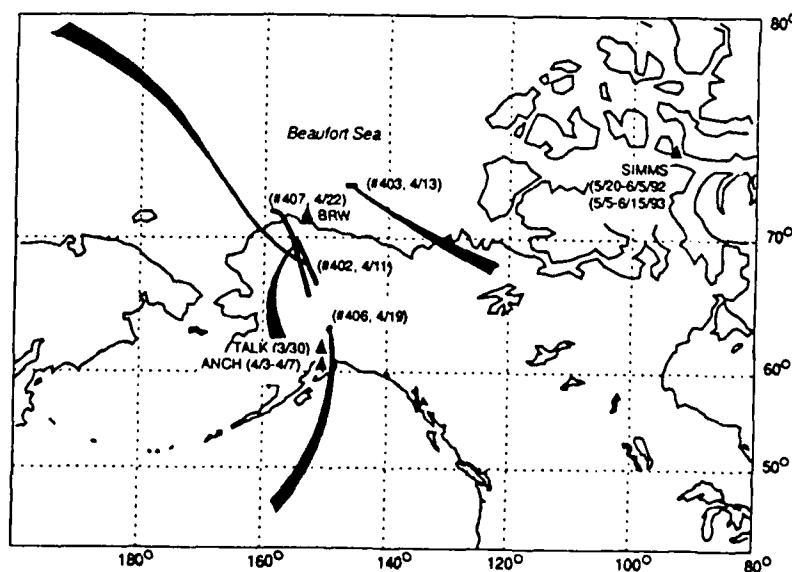 80°
Beaufort Sea
SIMMS
(5/20-6/5/92
(5/5-6/15/93
(#403, 4/13)
(#407, 4/22)
BRW
70°
(#402, 4/11)
(#406, 4/19)
TALK (3/30)
ANCH (4/3-4/7)
60°
50°
180° 160° 140° 120° 100° 80°